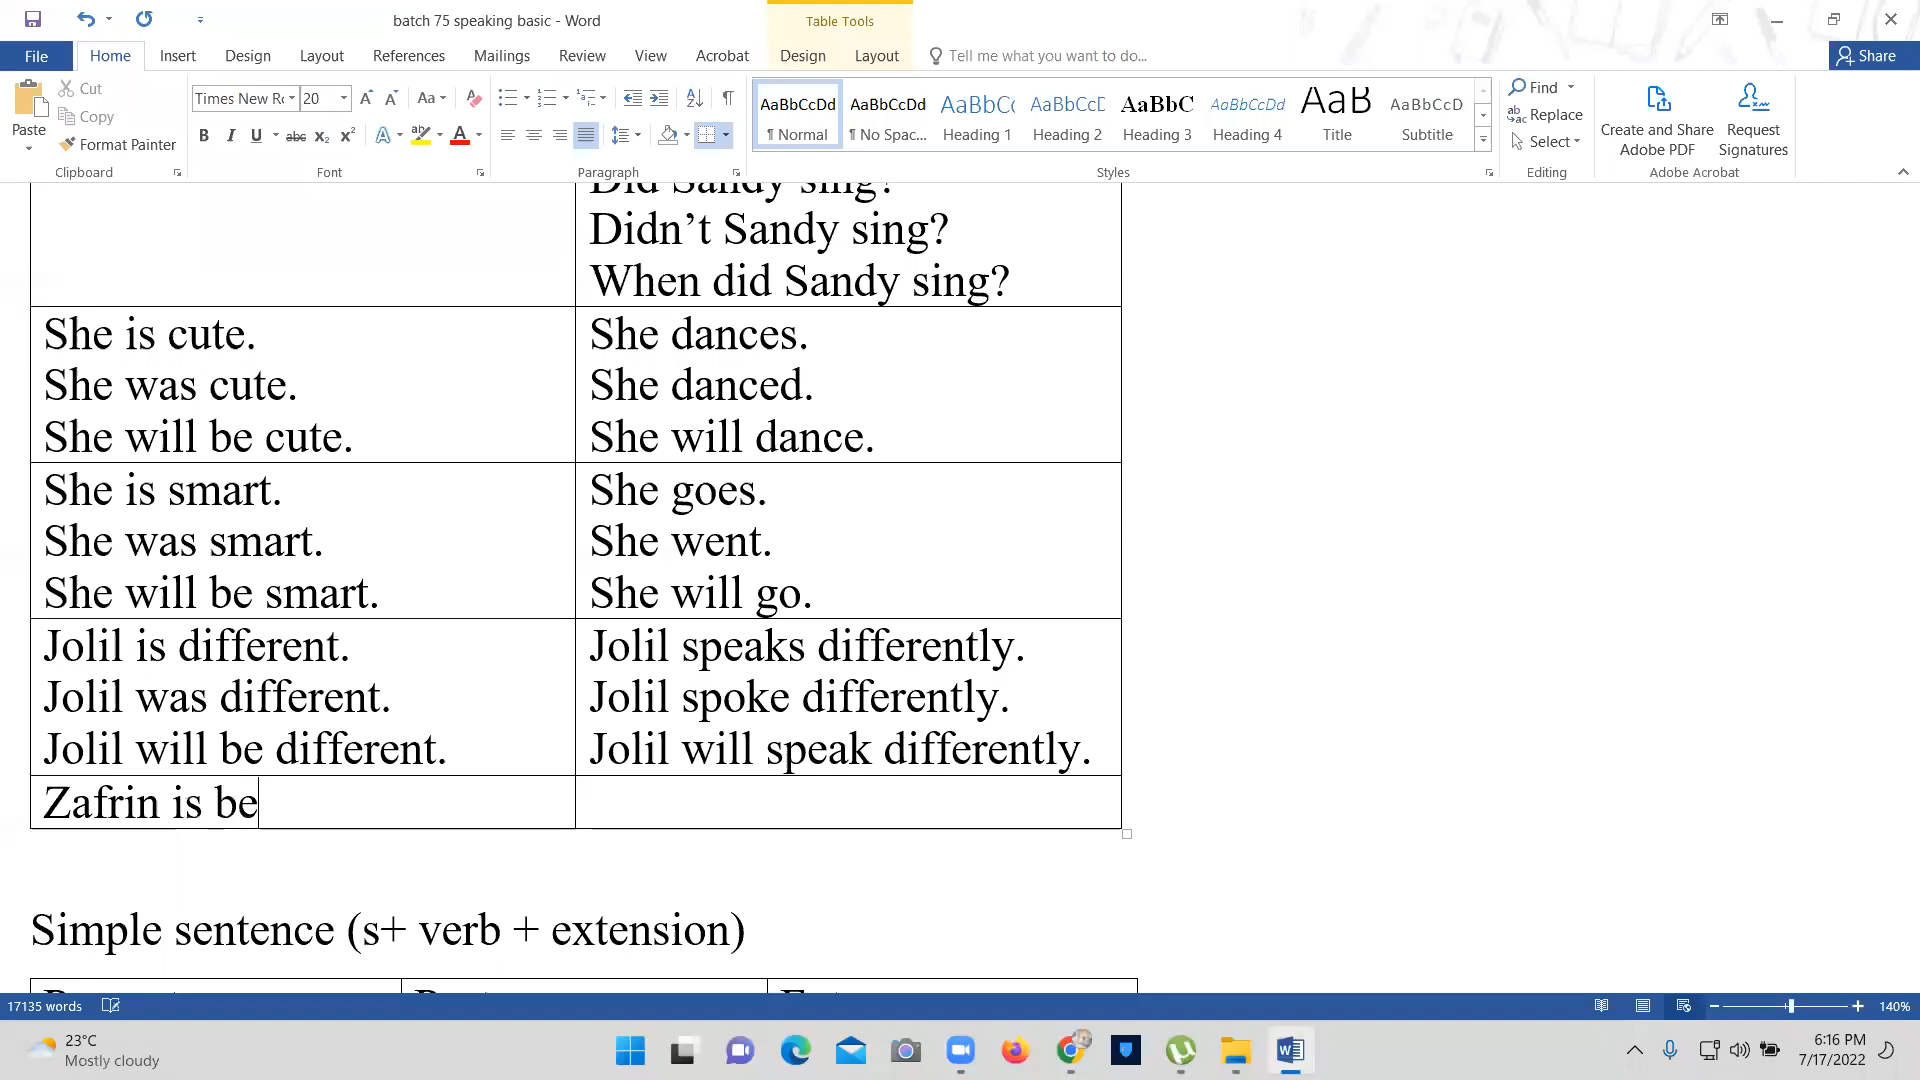 batch 75 speaking basic - Word
Table Tools
File Home Insert Design Layout References Mailings Review View Acrobat Design Layout Tell me what you want to do... Share
Paste
Cut
Copy
Format Painter
Clipboard
Times New Ro 20
Font
Paragraph
AaBbCcDd AaBbCcDd AaBbCc AaBbCcD AaBbC AaBbCcDd AaB AaBbCcD
¶ Normal ¶ No Spac... Heading 1 Heading 2 Heading 3 Heading 4 Title Subtitle
Styles
Find
Replace
Select
Editing
Create and Share
Adobe PDF
Request
Signatures
Adobe Acrobat
Did Sandy sing?
Didn’t Sandy sing?
When did Sandy sing?
She is cute.
She was cute.
She will be cute.
She dances.
She danced.
She will dance.
She is smart.
She was smart.
She will be smart.
She goes.
She went.
She will go.
Jolil is different.
Jolil was different.
Jolil will be different.
Jolil speaks differently.
Jolil spoke differently.
Jolil will speak differently.
Zafrin is be
Simple sentence (s+ verb + extension)
17135 words
140%
23°C
Mostly cloudy
6:16 PM
7/17/2022